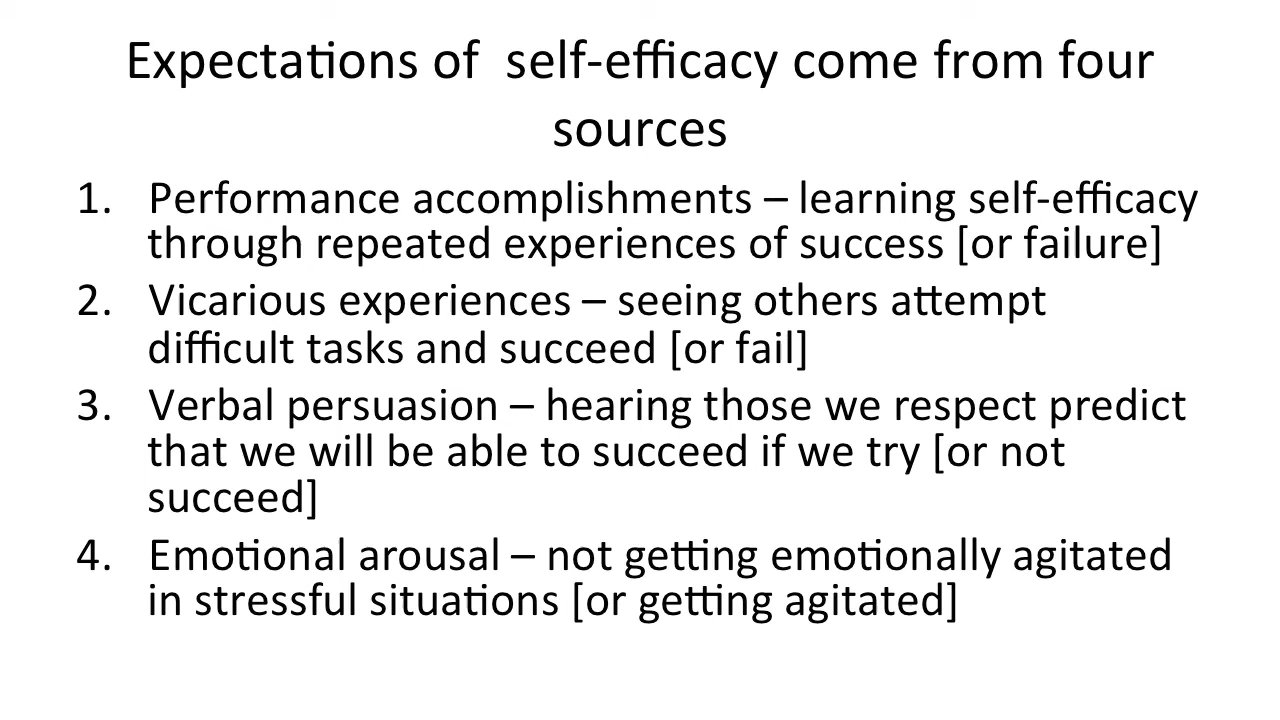 Expectations of  self-efficacy come from four
sources
1. Performance accomplishments – learning self-efficacy
through repeated experiences of success [or failure]
2. Vicarious experiences – seeing others attempt
difficult tasks and succeed [or fail]
3. Verbal persuasion – hearing those we respect predict
that we will be able to succeed if we try [or not
succeed]
4. Emotional arousal – not getting emotionally agitated
in stressful situations [or getting agitated]